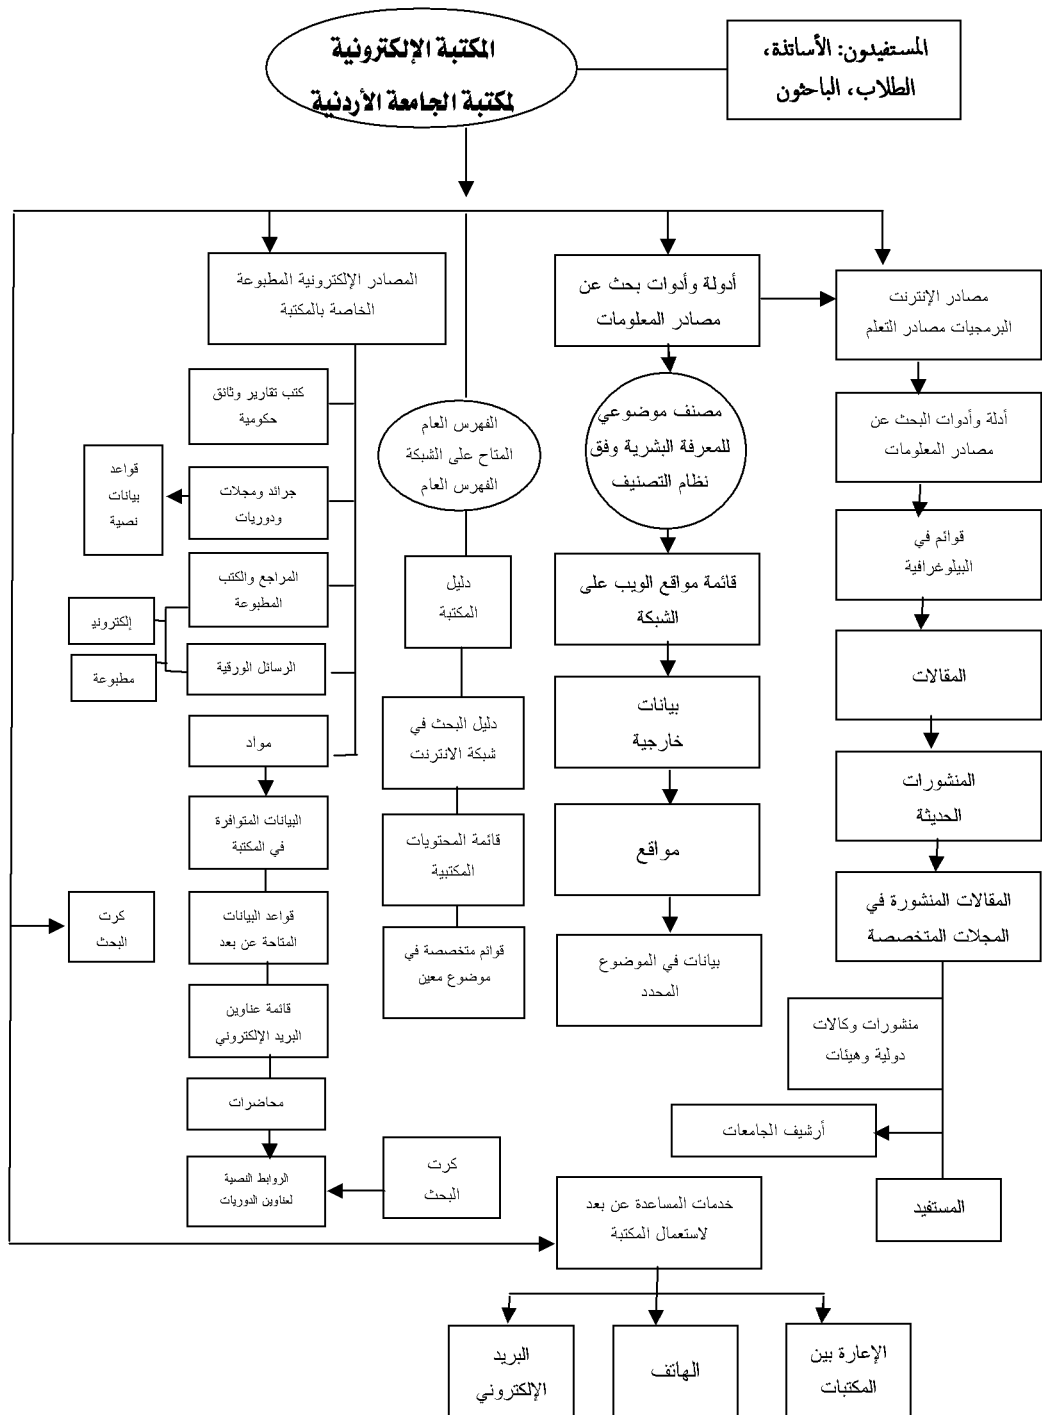 المكتبة الإلكترونية
لمكتبة الجامعة الأردنية
المستفيدون: الأساتذة،
الطلاب، الباحثون
مصادر الإنترنت
البرمجيات مصادر التعلم
أدلة وأدوات البحث عن
مصادر المعلومات
قوائم في
البيلوغرافية
المقالات
المنشورات
الحديثة
المقالات المنشورة في
المجلات المتخصصة
منشورات وكالات
دولية وهيئات
أرشيف الجامعات
المستفيد
أدولة وأدوات بحث عن
مصادر المعلومات
مصنف موضوعي
للمعرفة البشرية وفق
نظام التصنيف
قائمة مواقع الويب على
الشبكة
بيانات
خارجية
مواقع
بيانات في الموضوع
المحدد
الفهرس العام
المتاح على الشبكة
الفهرس العام
دليل
المكتبة
دليل البحث في
شبكة الانترنت
قائمة المحتويات
المكتبية
قوائم متخصصة في
موضوع معين
المصادر الإلكترونية المطبوعة
الخاصة بالمكتبة
كتب تقارير وثائق
حكومية
جرائد ومجلات
ودوريات
قواعد
بيانات
نصية
المراجع والكتب
المطبوعة
إلكتروني
الرسائل الورقية
مطبوعة
مواد
البيانات المتوافرة
في المكتبة
قواعد البيانات
المتاحة عن بعد
قائمة عناوين
البريد الإلكتروني
محاضرات
الروابط النصية
لعناوين الدوريات
كرت
البحث
كرت
البحث
خدمات المساعدة عن بعد
لاستعمال المكتبة
الإعارة بين
المكتبات
الهاتف
البريد
الإلكتروني